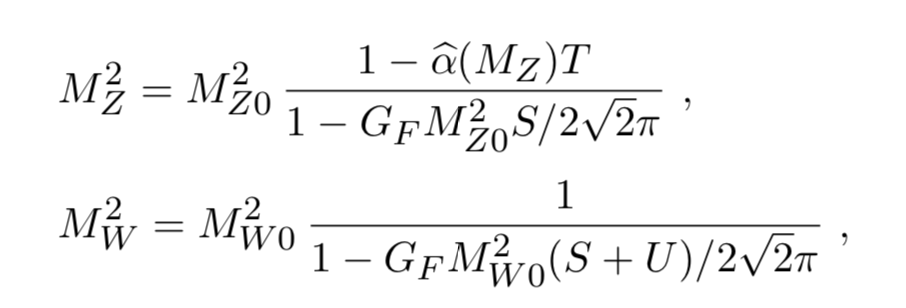 M_Z^2 = M_{Z0}^2 \frac{1 - \widehat{\alpha}(M_Z)T}{1 - G_F M_{Z0}^2 S/2\sqrt{2}\pi} ,
M_W^2 = M_{W0}^2 \frac{1}{1 - G_F M_{W0}^2 (S + U)/2\sqrt{2}\pi} ,